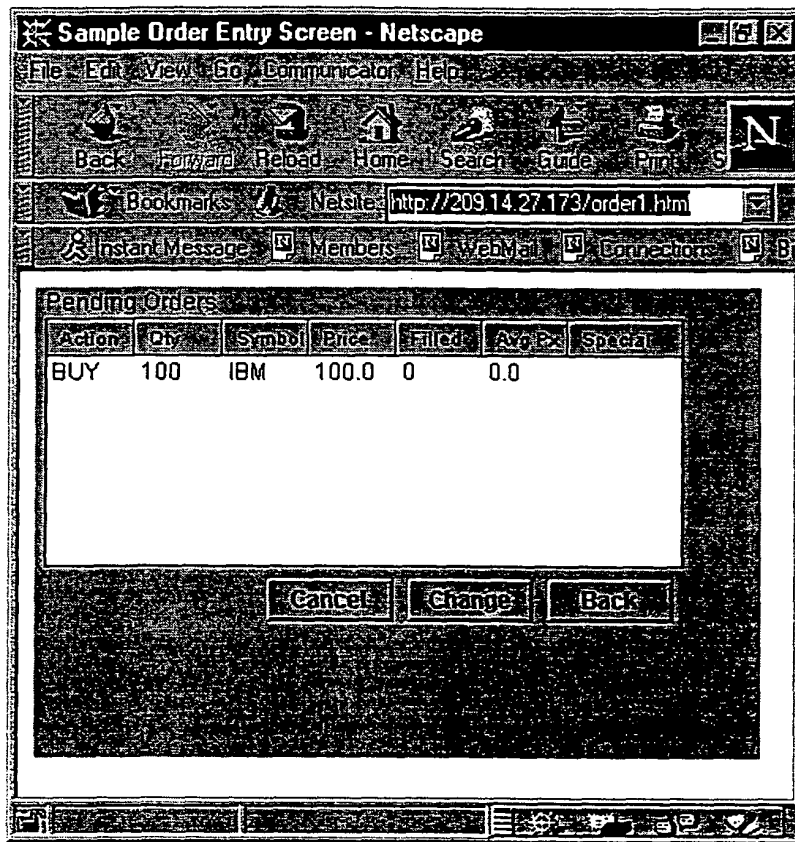 Sample Order Entry Screen - Netscape
File Edit View Go Communicator Help
Back Forward Reload Home Search Guide Print S N
Bookmarks Netsite: http://209.14.27.173/order1.html
Instant Message Members WebMail Connections Bi
Pending Orders
Action Qty Symbol Price Filled Avg Px Special
BUY 100 IBM 100.0 0 0.0
Cancel Change Back